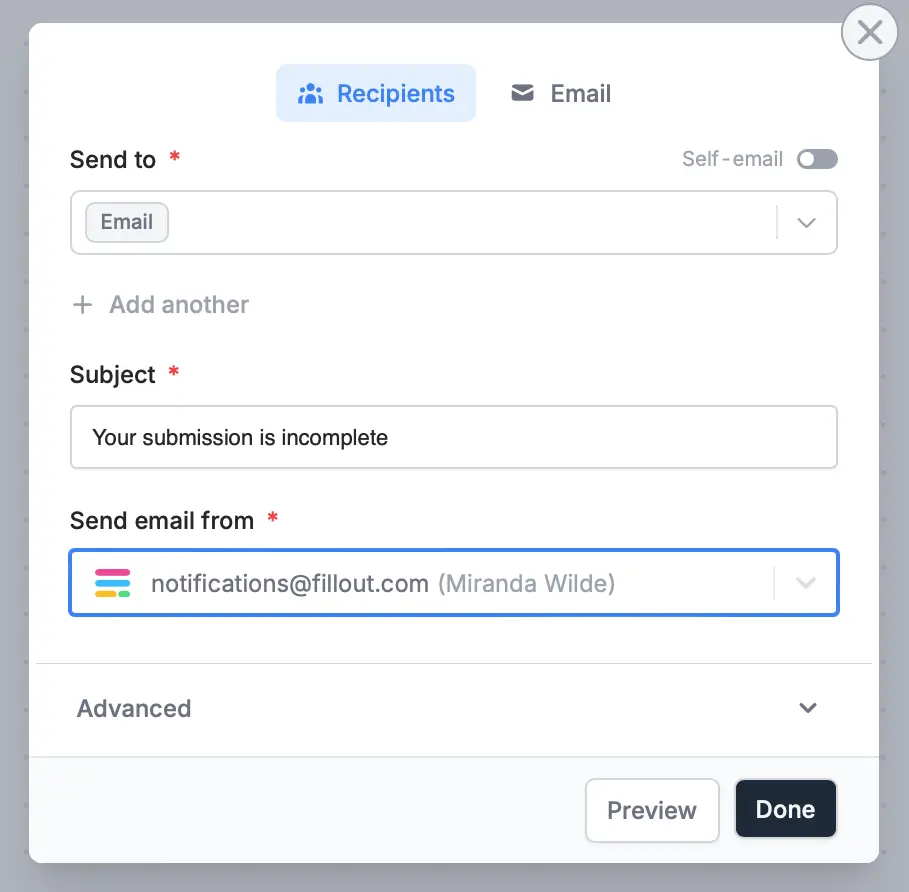 Recipients Email
Send to *
Self-email
Email
+ Add another
Subject *
Your submission is incomplete
Send email from *
notifications@fillout.com (Miranda Wilde)
Advanced
Preview Done